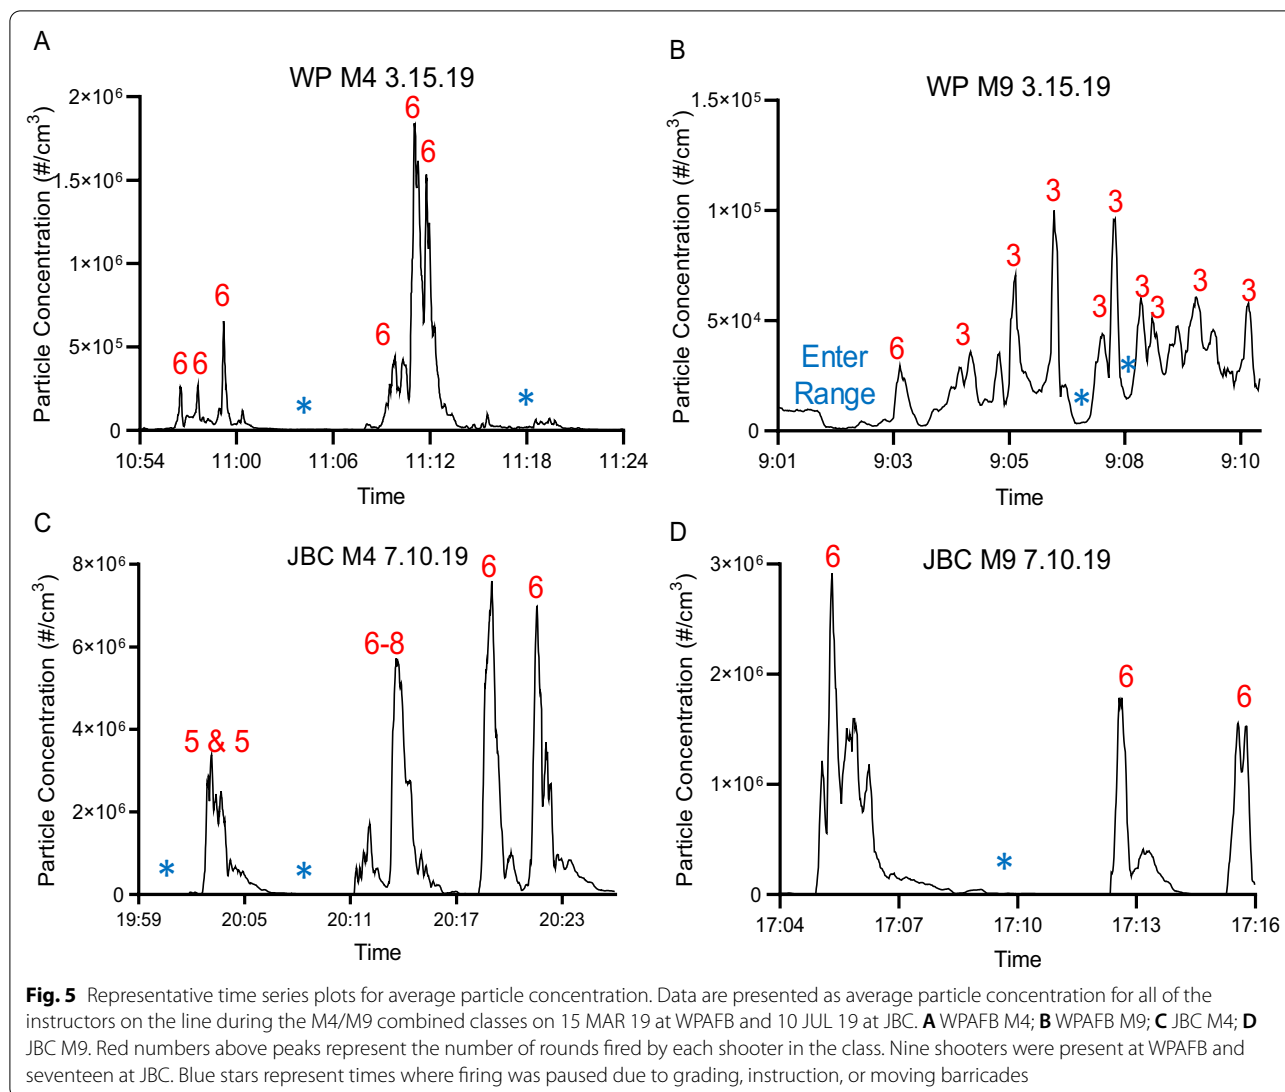 A
WP M4 3.15.19
Particle Concentration (#/cm³)
2×10⁶
1.5×10⁶
1×10⁶
5×10⁵
0
6 6 6 6 6 6
* *
10:54 11:00 11:06 11:12 11:18 11:24
Time
B
WP M9 3.15.19
Particle Concentration (#/cm³)
1.5×10⁵
1×10⁵
5×10⁴
0
Enter
Range
6 3 3 3 3 3 3 3 3 3
* *
9:01 9:03 9:05 9:08 9:10
Time
C
JBC M4 7.10.19
Particle Concentration (#/cm³)
8×10⁶
6×10⁶
4×10⁶
2×10⁶
0
5 & 5 6-8 6 6
* *
19:59 20:05 20:11 20:17 20:23
Time
D
JBC M9 7.10.19
Particle Concentration (#/cm³)
3×10⁶
2×10⁶
1×10⁶
0
6 6 6
*
17:04 17:07 17:10 17:13 17:16
Time
Fig. 5 Representative time series plots for average particle concentration. Data are presented as average particle concentration for all of the
instructors on the line during the M4/M9 combined classes on 15 MAR 19 at WPAFB and 10 JUL 19 at JBC. A WPAFB M4; B WPAFB M9; C JBC M4; D
JBC M9. Red numbers above peaks represent the number of rounds fired by each shooter in the class. Nine shooters were present at WPAFB and
seventeen at JBC. Blue stars represent times where firing was paused due to grading, instruction, or moving barricades